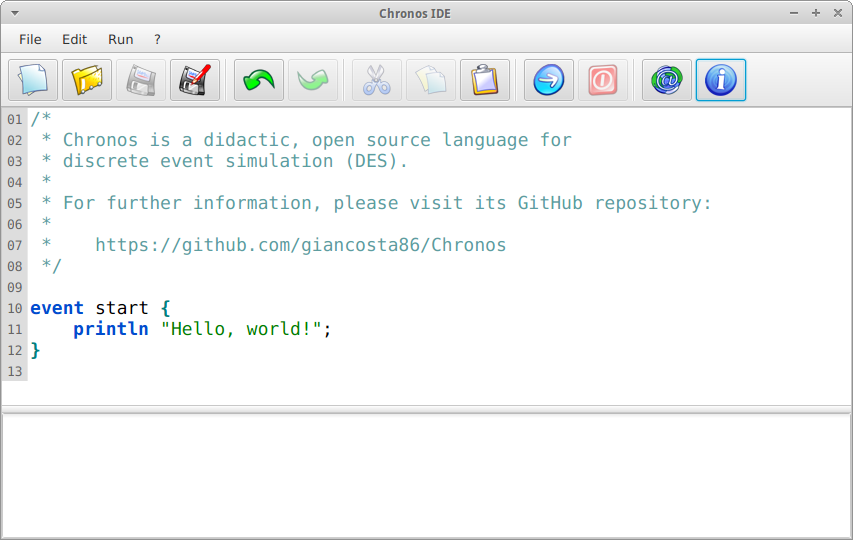 Chronos IDE
File Edit Run ?
01 /*
02  * Chronos is a didactic, open source language for
03  * discrete event simulation (DES).
04  *
05  * For further information, please visit its GitHub repository:
06  *
07  *    https://github.com/giancosta86/Chronos
08  */
09
10 event start {
11     println "Hello, world!";
12 }
13